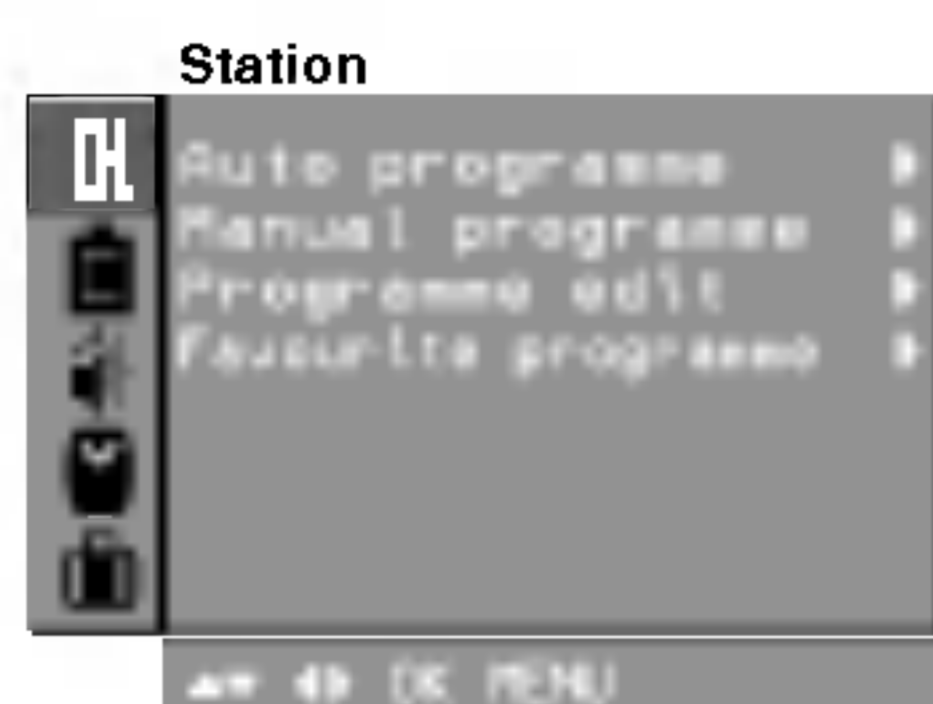 Station
CH
Auto programme
Manual programme
Programme edit
Favourite programme
OK MENU